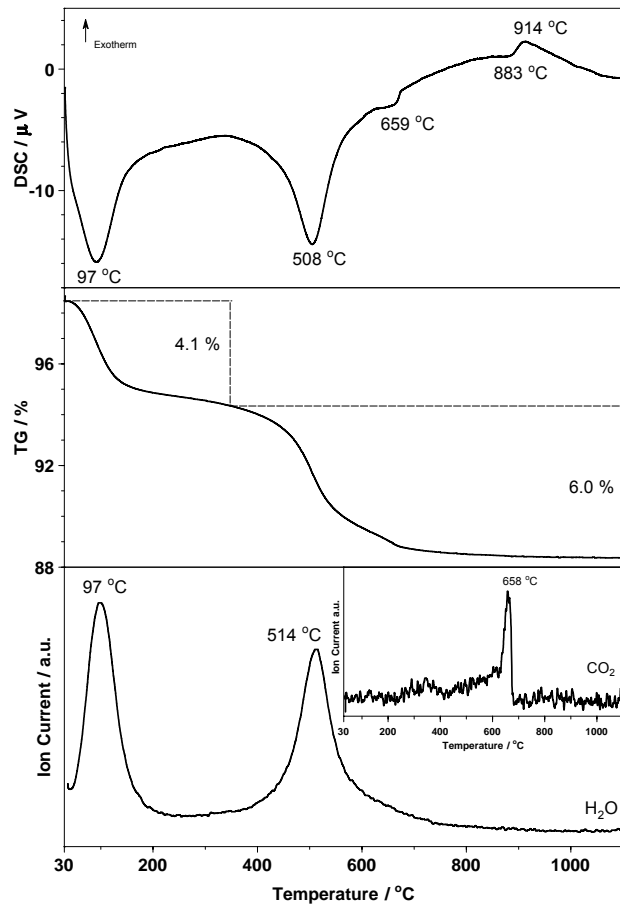 914 °C
Exotherm
0
883 °C
659 °C
DSC / μ V
-10
508 °C
97 °C
4.1 %
96
TG / %
92
6.0 %
88
97 °C
658 °C
514 °C
Ion Current a.u.
CO2
Ion Current / a.u.
30 200 400 600 800 1000
Temperature / °C
H2O
30 200 400 600 800 1000
Temperature / °C